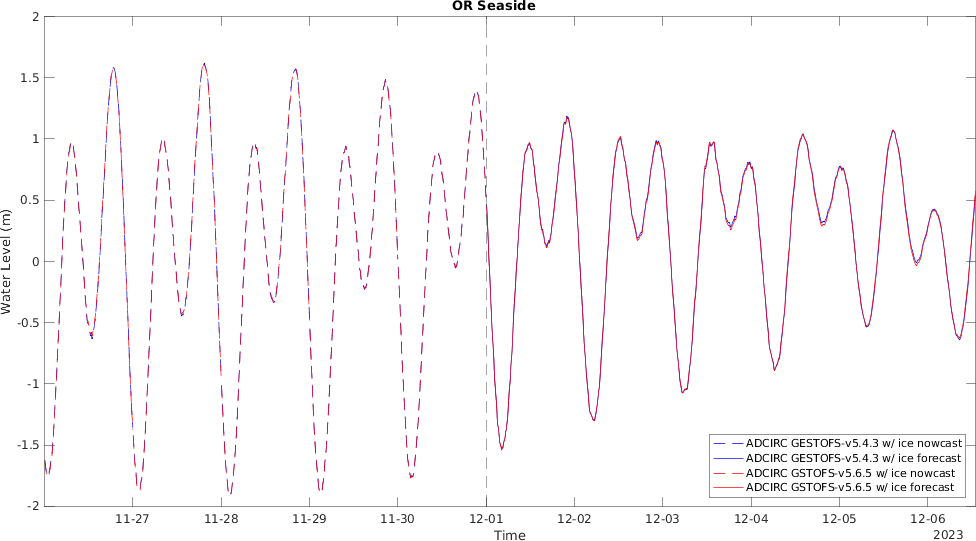 OR Seaside
2
1.5
1
0.5
0
-0.5
-1
-1.5
-2
Water Level (m)
ADCIRC GESTOFS-v5.4.3 w/ ice nowcast
ADCIRC GESTOFS-v5.4.3 w/ ice forecast
ADCIRC GSTOFS-v5.6.5 w/ ice nowcast
ADCIRC GSTOFS-v5.6.5 w/ ice forecast
11-27 11-28 11-29 11-30 12-01 12-02 12-03 12-04 12-05 12-06
Time 2023